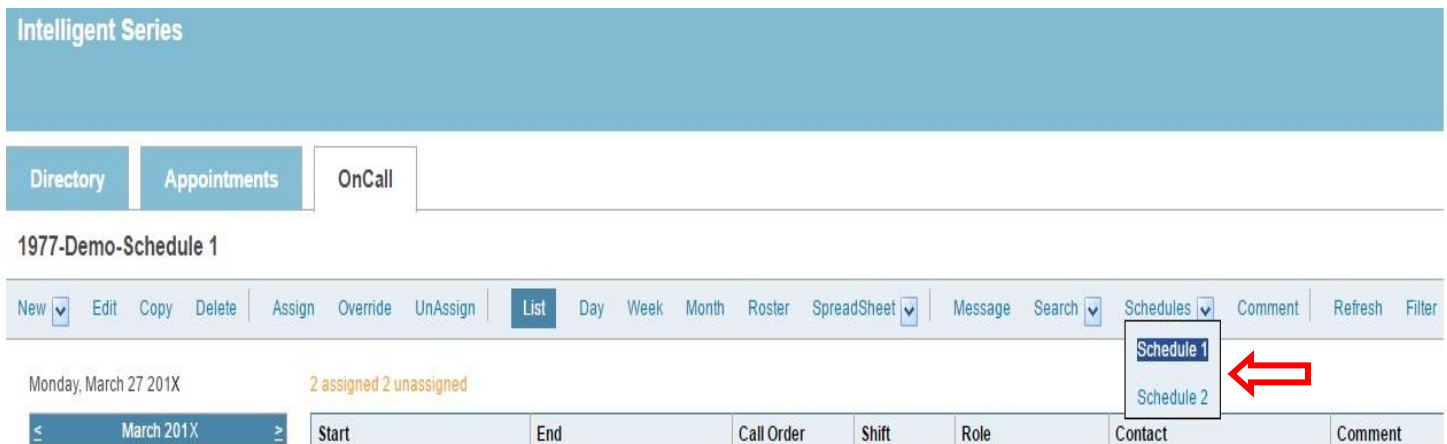 Intelligent Series
Directory Appointments OnCall
1977-Demo-Schedule 1
New Edit Copy Delete Assign Override UnAssign List Day Week Month Roster SpreadSheet Message Search Schedules Comment Refresh Filter
Schedule 1
Schedule 2
Monday, March 27 201X 2 assigned 2 unassigned
< March 201X > Start End Call Order Shift Role Contact Comment